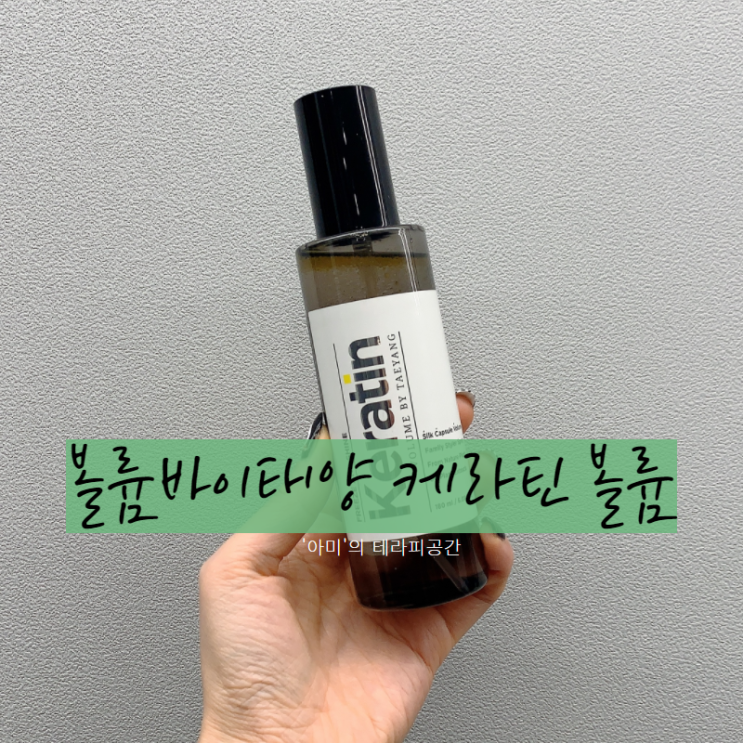 Keratin
VOLUME BY TAEYANG
Silk Capsule
볼륨바이태양 케라틴 볼륨
'아미'의 테라피공간